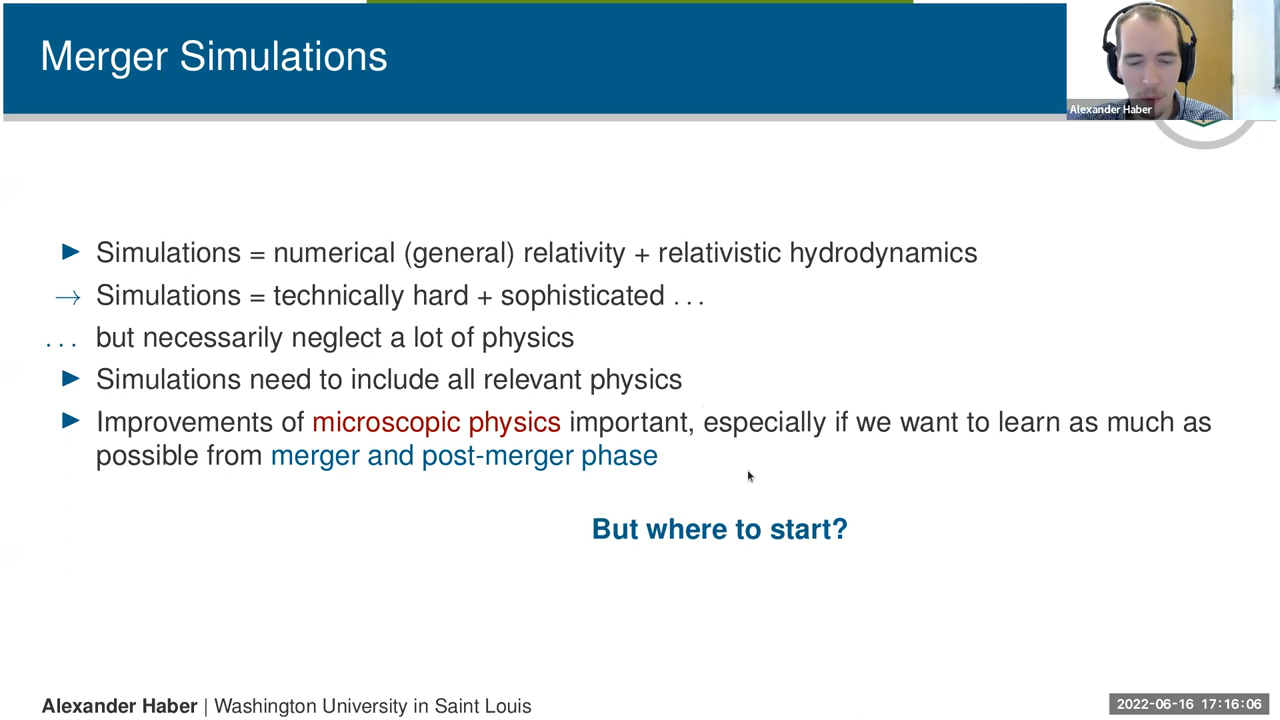 Merger Simulations
Alexander Haber
▶ Simulations = numerical (general) relativity + relativistic hydrodynamics
→ Simulations = technically hard + sophisticated . . .
. . . but necessarily neglect a lot of physics
▶ Simulations need to include all relevant physics
▶ Improvements of microscopic physics important, especially if we want to learn as much as
possible from merger and post-merger phase
But where to start?
Alexander Haber | Washington University in Saint Louis
2022-06-16 17:16:06